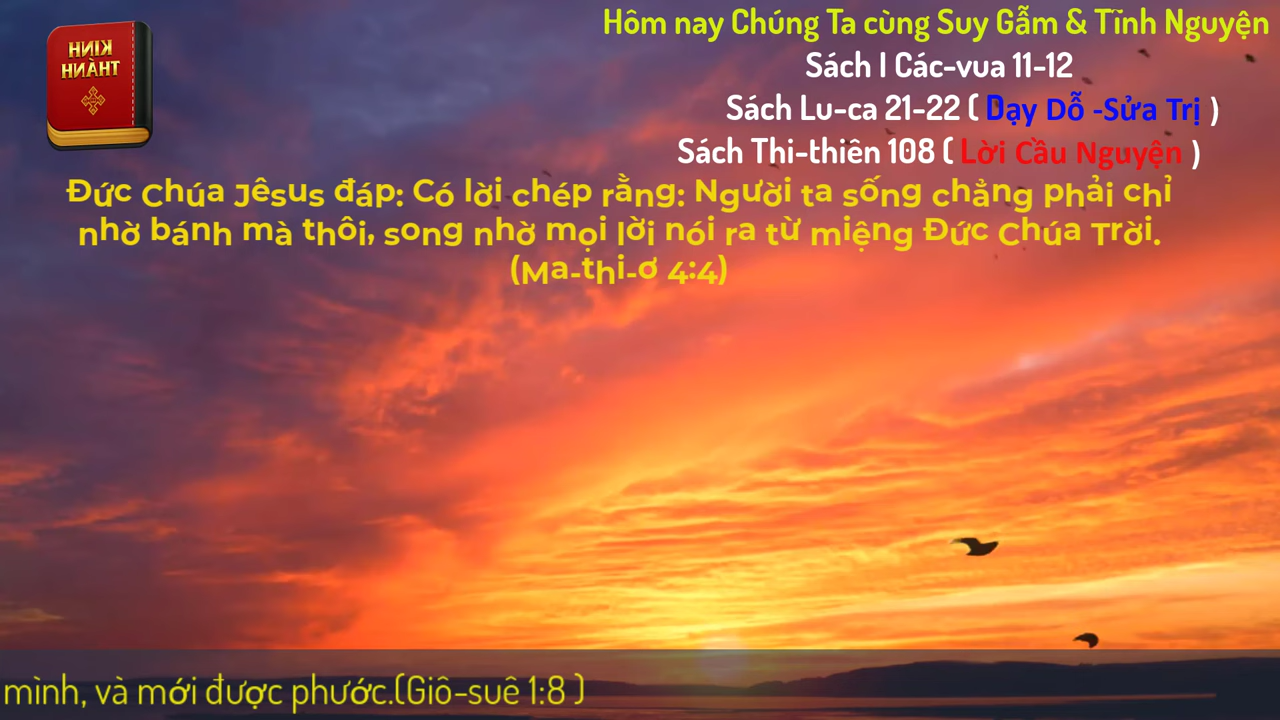 KINH
THÁNH
Hôm nay Chúng Ta cùng Suy Gẫm & Tĩnh Nguyện
Sách I Các-vua 11-12
Sách Lu-ca 21-22 ( Dạy Dỗ -Sửa Trị )
Sách Thi-thiên 108 ( Lời Cầu Nguyện )
Đức Chúa Jêsus đáp: Có lời chép rằng: Người ta sống chẳng phải chỉ
nhờ bánh mà thôi, song nhờ mọi lời nói ra từ miệng Đức Chúa Trời.
(Ma-thi-ơ 4:4)
mình, và mới được phước.(Giô-suê 1:8 )